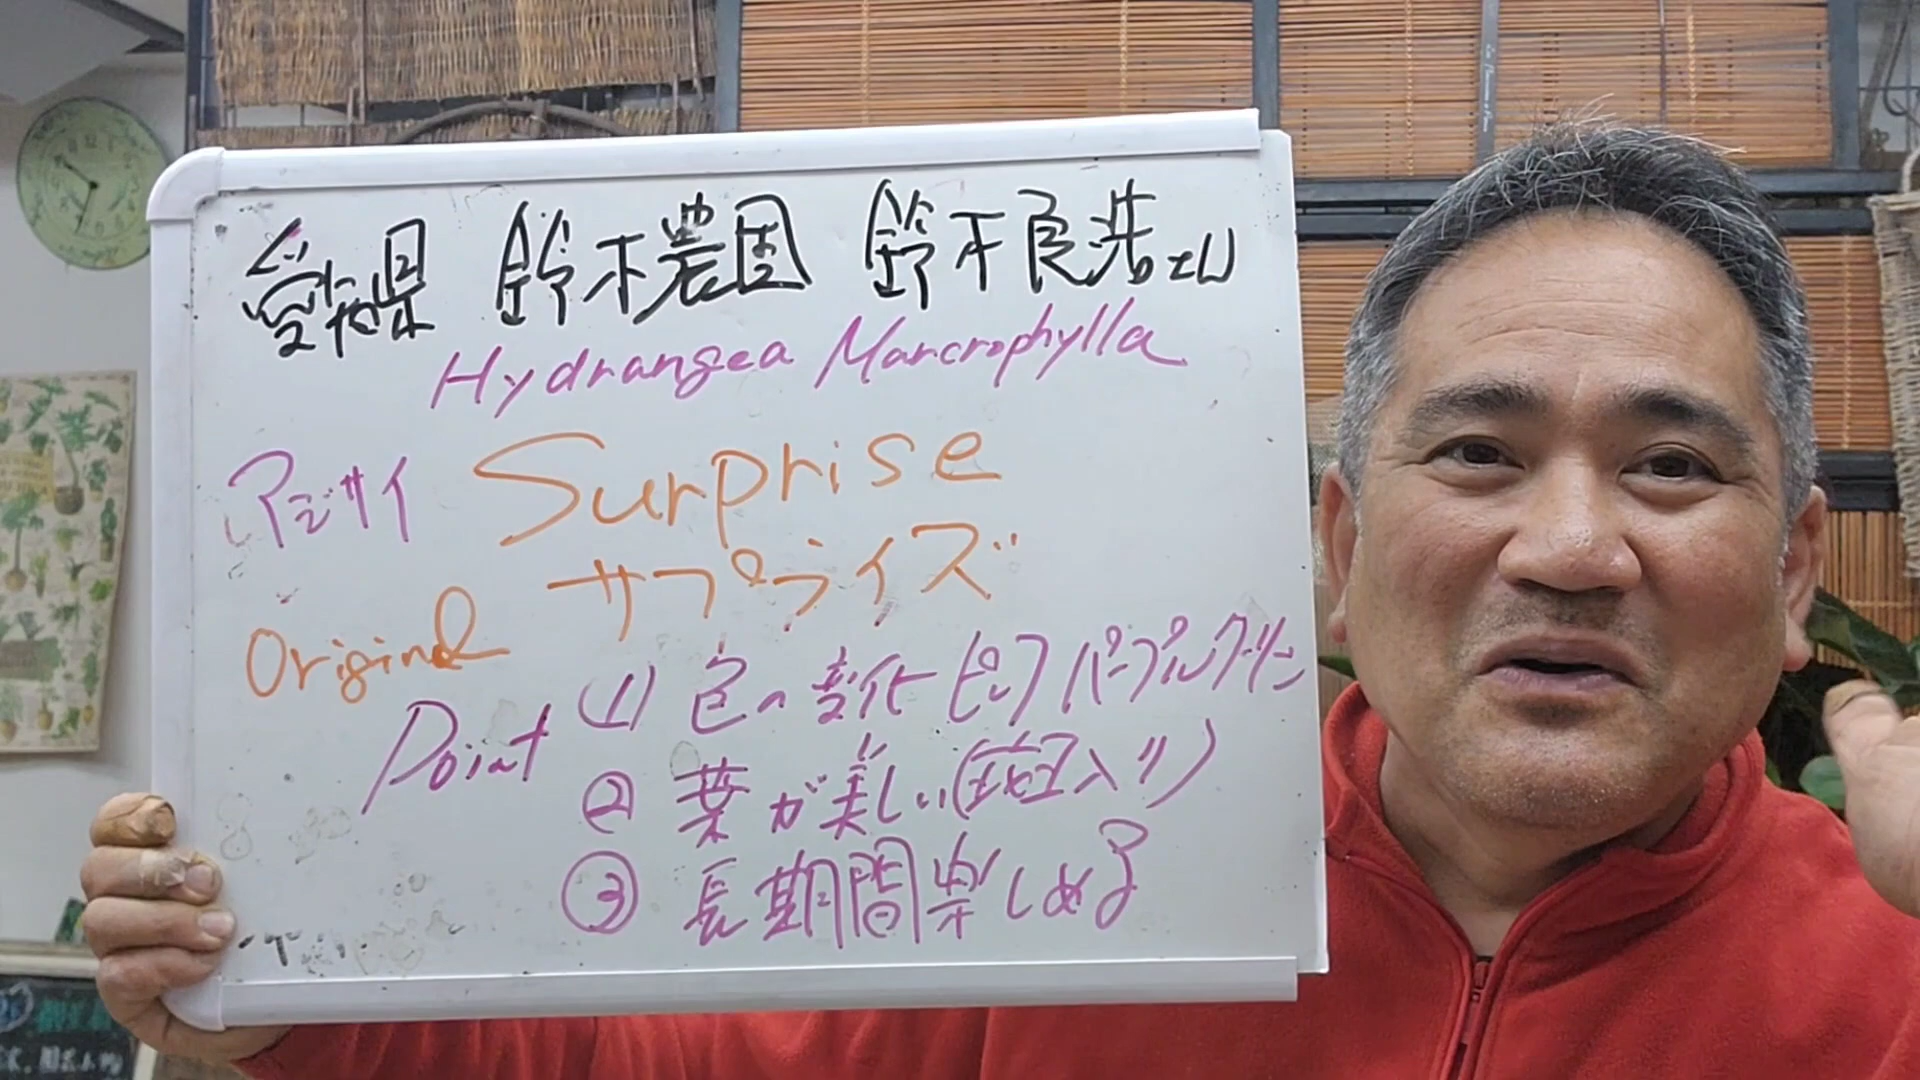 愛知県 鈴木農園 鈴木良浩さん
Hydrangea Marcrophylla
アジサイ Surprise
サプライズ
Original
Point (1) 色の変化 ピンク パープル グリーン
② 葉が美しい(斑入り)
③ 長期間楽しめる